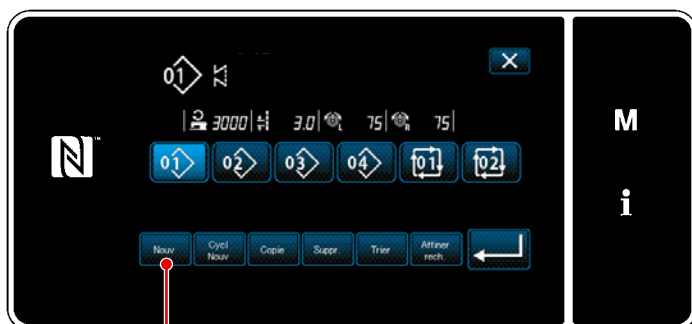 01
3000 3.0 L 75 R 75
M
01 02 03 04 01 02
i
Nouv Cycl Nouv Copie Suppr. Trier Affiner rech.